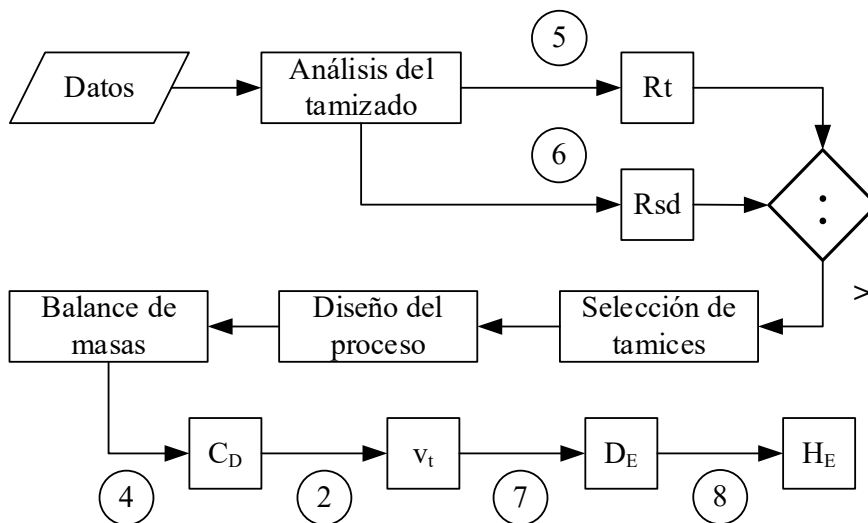 5
Datos
Análisis del
tamizado
Rt
6
Rsd
:
>
Balance de
masas
Diseño del
proceso
Selección de
tamices
C_D
v_t
D_E
H_E
4
2
7
8